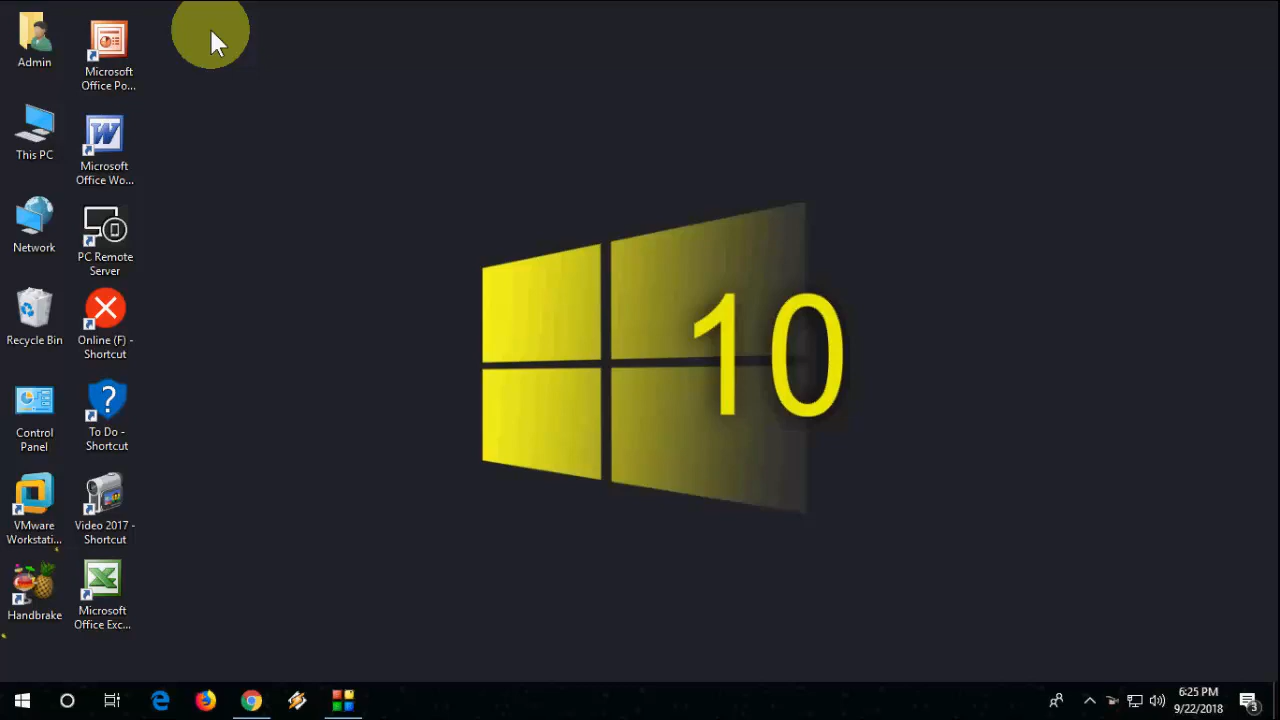 Admin
This PC
Network
Recycle Bin
Control
Panel
VMware
Workstati...
Handbrake
Microsoft
Office Po...
W
Microsoft
Office Wo...
PC Remote
Server
Online (F) -
Shortcut
?
To Do -
Shortcut
Video 2017 -
Shortcut
X
Microsoft
Office Exc...
10
6:25 PM
9/22/2018
3